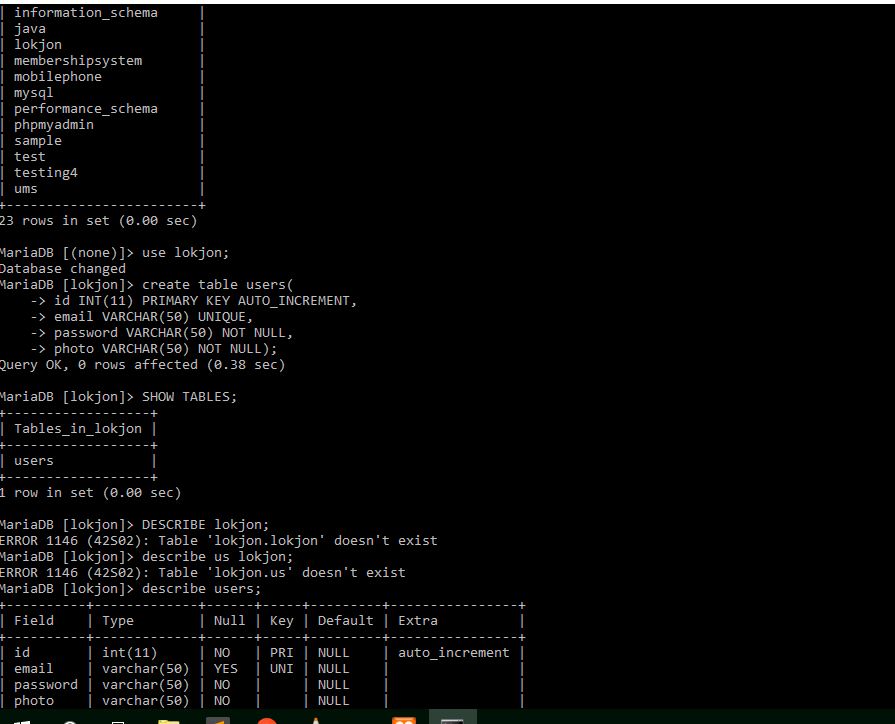 | information_schema     |
| java                   |
| lokjon                 |
| membershipsystem       |
| mobilephone            |
| mysql                  |
| performance_schema     |
| phpmyadmin             |
| sample                 |
| test                   |
| testing4               |
| ums                    |
+------------------------+
23 rows in set (0.00 sec)
MariaDB [(none)]> use lokjon;
Database changed
MariaDB [lokjon]> create table users(
    -> id INT(11) PRIMARY KEY AUTO_INCREMENT,
    -> email VARCHAR(50) UNIQUE,
    -> password VARCHAR(50) NOT NULL,
    -> photo VARCHAR(50) NOT NULL);
Query OK, 0 rows affected (0.38 sec)
MariaDB [lokjon]> SHOW TABLES;
+------------------+
| Tables_in_lokjon |
+------------------+
| users            |
+------------------+
1 row in set (0.00 sec)
MariaDB [lokjon]> DESCRIBE lokjon;
ERROR 1146 (42S02): Table 'lokjon.lokjon' doesn't exist
MariaDB [lokjon]> describe us lokjon;
ERROR 1146 (42S02): Table 'lokjon.us' doesn't exist
MariaDB [lokjon]> describe users;
+----------+-------------+------+-----+---------+----------------+
| Field    | Type        | Null | Key | Default | Extra          |
+----------+-------------+------+-----+---------+----------------+
| id       | int(11)     | NO   | PRI | NULL    | auto_increment |
| email    | varchar(50) | YES  | UNI | NULL    |                |
| password | varchar(50) | NO   |     | NULL    |                |
| photo    | varchar(50) | NO   |     | NULL    |                |